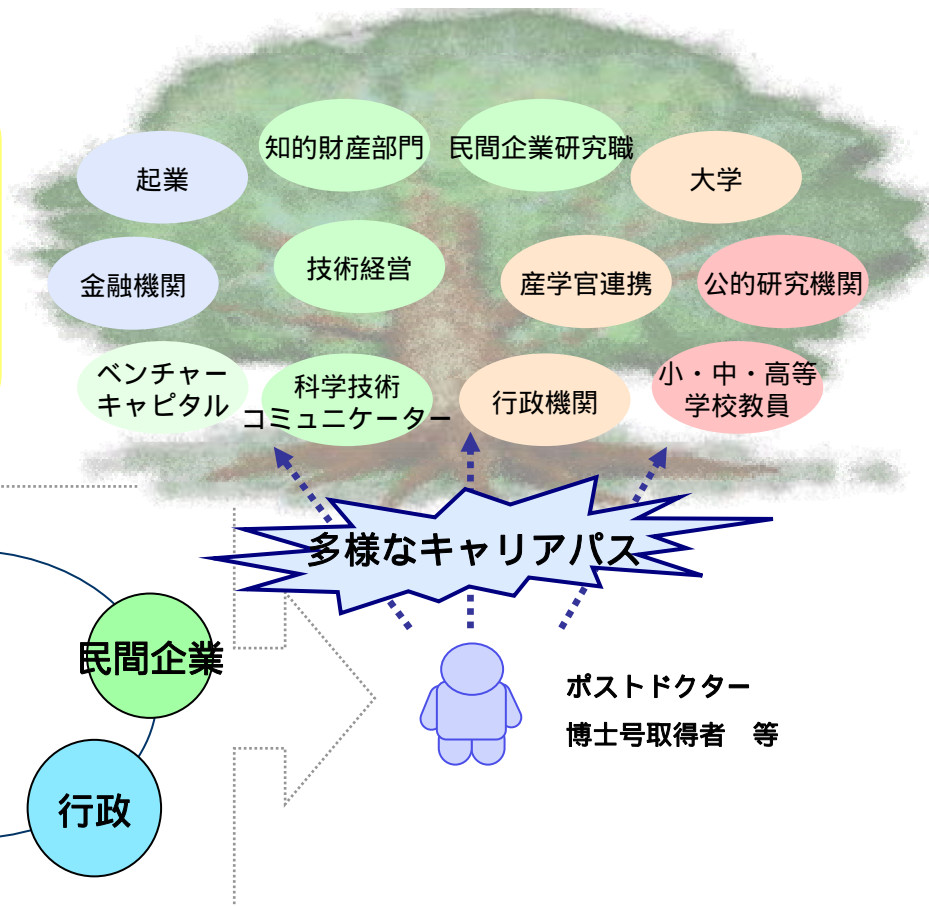 起業
知的財産部門
民間企業研究職
大学
金融機関
技術経営
産学官連携
公的研究機関
ベンチャー
キャピタル
科学技術
コミュニケーター
行政機関
小・中・高等
学校教員
多様なキャリアパス
民間企業
行政
ポストドクター
博士号取得者　等